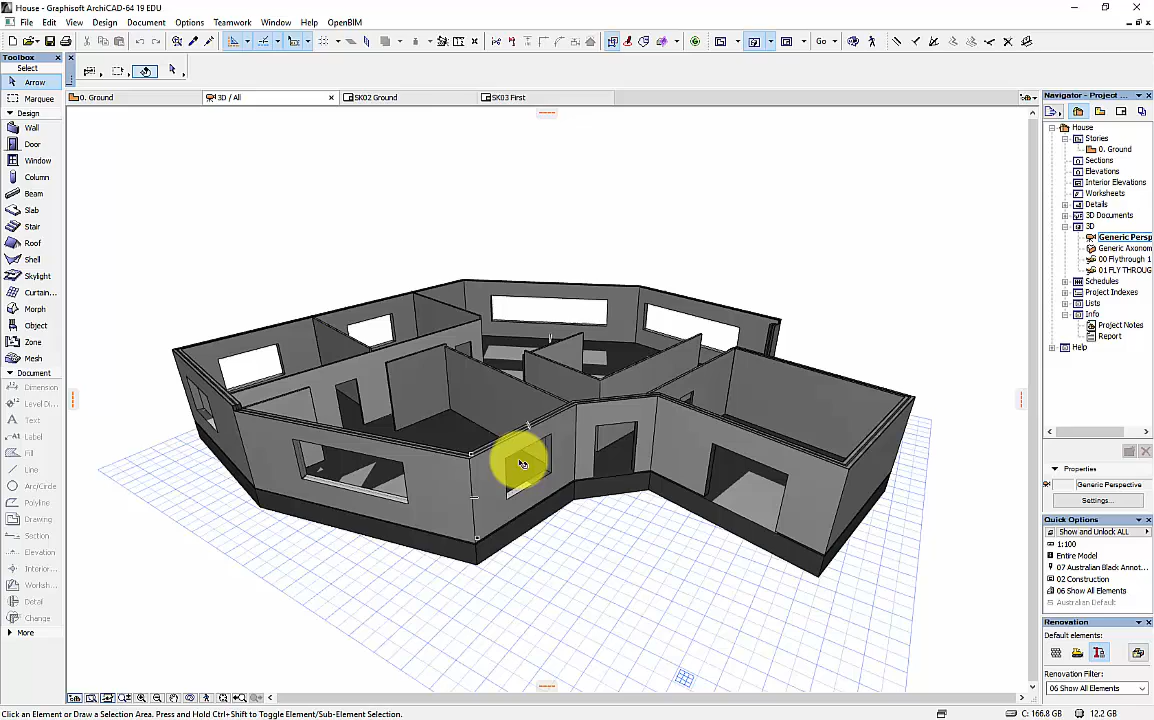 House - Graphisoft ArchiCAD-64 19 EDU
File Edit View Design Document Options Teamwork Window Help OpenBIM
Go
Toolbox
Select
Arrow
Marquee
Design
Wall
Door
Window
Column
Beam
Slab
Stair
Roof
Shell
Skylight
Curtain...
Morph
Object
Zone
Mesh
Document
Dimension
Level Di...
Text
Label
Fill
Line
Arc/Circle
Polyline
Drawing
Section
Elevation
Interior...
Worksh...
Detail
Change
More
0. Ground
3D / All
SK02 Ground
SK03 First
Navigator - Project ...
House
Stories
0. Ground
Sections
Elevations
Interior Elevations
Worksheets
Details
3D Documents
3D
Generic Persp
Generic Axonom
00 Flythrough 1
01 FLY THROUG
Schedules
Project Indexes
Lists
Info
Project Notes
Report
Help
Properties
Generic Perspective
Settings...
Quick Options
Show and Unlock ALL
1:100
Entire Model
07 Australian Black Annot...
02 Construction
06 Show All Elements
Australian Default
Renovation
Default elements:
Renovation Filter:
06 Show All Elements
Click an Element or Draw a Selection Area. Press and Hold Ctrl+Shift to Toggle Element/Sub-Element Selection.
C: 166.8 GB
12.2 GB